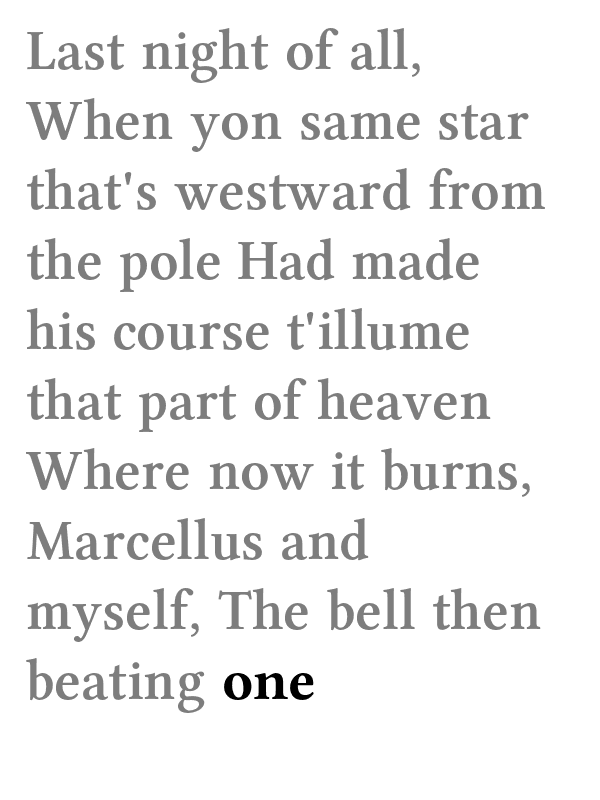 Last night of all,
When yon same star
that's westward from
the pole Had made
his course t'illume
that part of heaven
Where now it burns,
Marcellus and
myself, The bell then
beating one